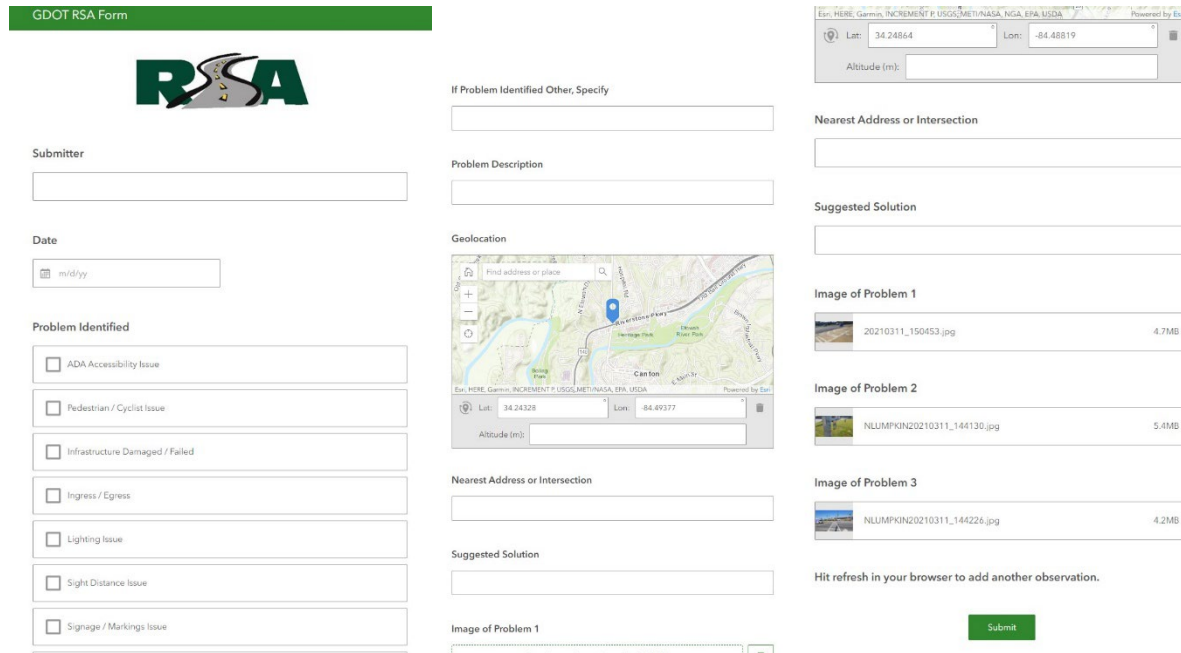 GDOT RSA Form
RSA
Submitter
Date
m/d/yy
Problem Identified
ADA Accessibility Issue
Pedestrian / Cyclist Issue
Infrastructure Damaged / Failed
Ingress / Egress
Lighting Issue
Sight Distance Issue
Signage / Markings Issue
If Problem Identified Other, Specify
Problem Description
Geolocation
Find address or place
Riverstone Pkwy
Heritage Park
Canton
Esri, HERE, Garmin, INCREMENT P, USGS, METI/NASA, EPA, USDA Powered by Esri
Lat: 34.24328 ° Lon: -84.49377 °
Altitude (m):
Nearest Address or Intersection
Suggested Solution
Image of Problem 1
Esri, HERE, Garmin, INCREMENT P, USGS, METI/NASA, NGA, EPA, USDA Powered by Es
Lat: 34.24864 ° Lon: -84.48819 °
Altitude (m):
Nearest Address or Intersection
Suggested Solution
Image of Problem 1
20210311_150453.jpg 4.7MB
Image of Problem 2
NLUMPKIN20210311_144130.jpg 5.4MB
Image of Problem 3
NLUMPKIN20210311_144226.jpg 4.2MB
Hit refresh in your browser to add another observation.
Submit